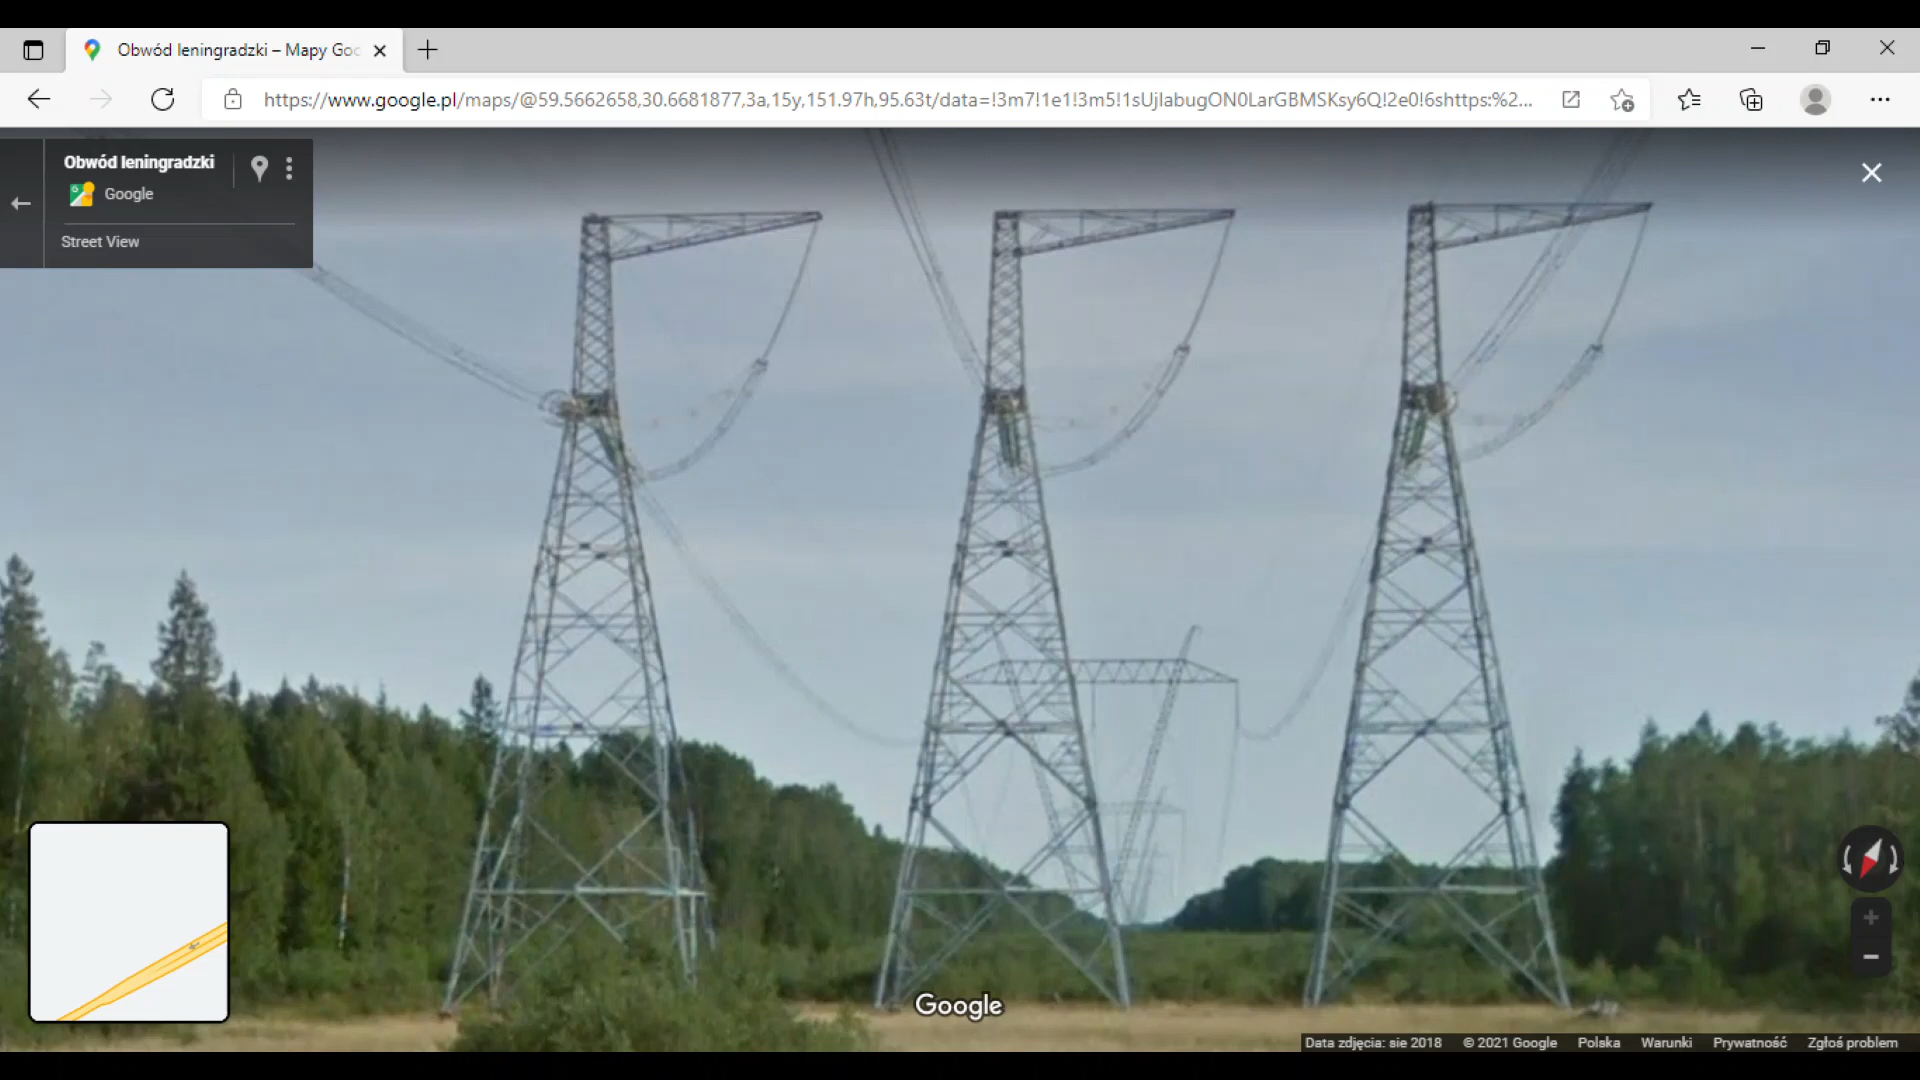 Obwód leningradzki – Mapy Goo
https://www.google.pl/maps/@59.5662658,30.6681877,3a,15y,151.97h,95.63t/data=!3m7!1e1!3m5!1sUjIabugON0LarGBMSKsy6Q!2e0!6shttps:%2...
Obwód leningradzki
Google
Street View
Google
Data zdjęcia: sie 2018 © 2021 Google Polska Warunki Prywatność Zgłoś problem